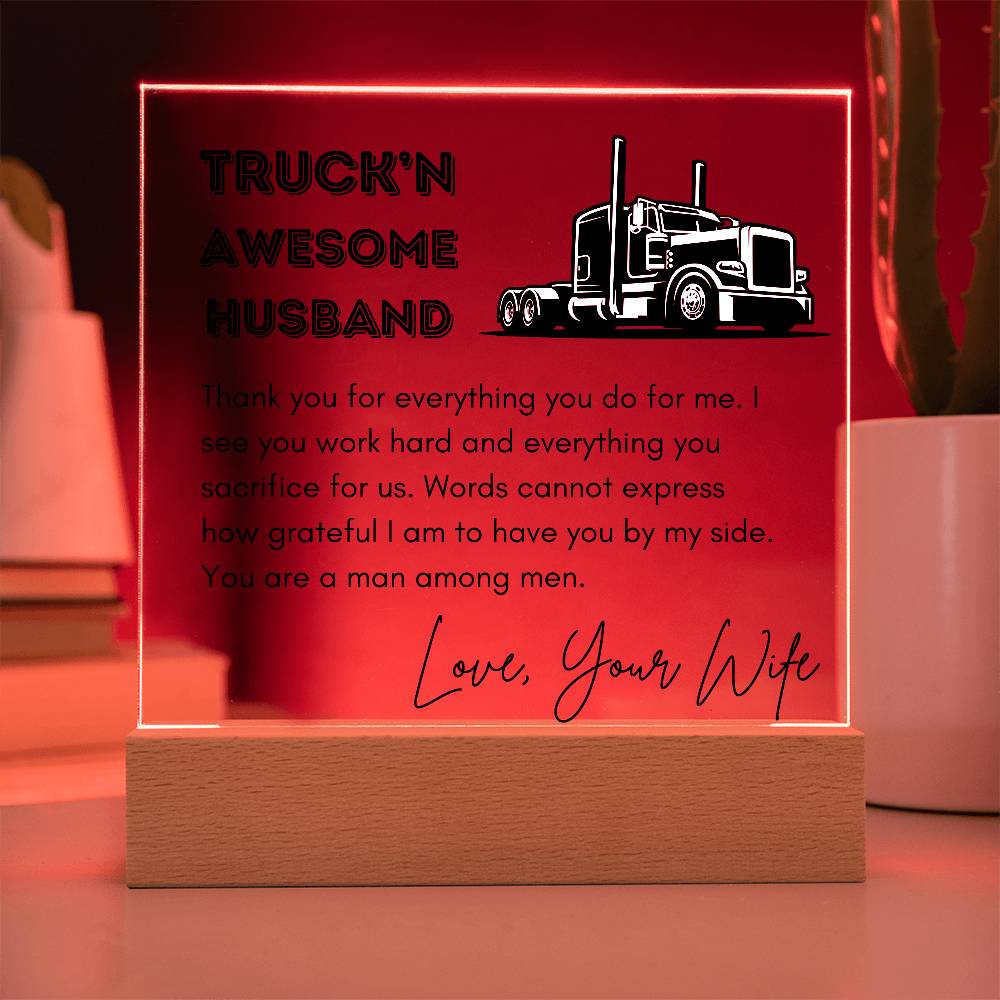 TRUCK'N
AWESOME
HUSBAND
Thank you for everything you do for me. I
see you work hard and everything you
sacrifice for us. Words cannot express
how grateful I am to have you by my side.
You are a man among men.
Love, Your Wife